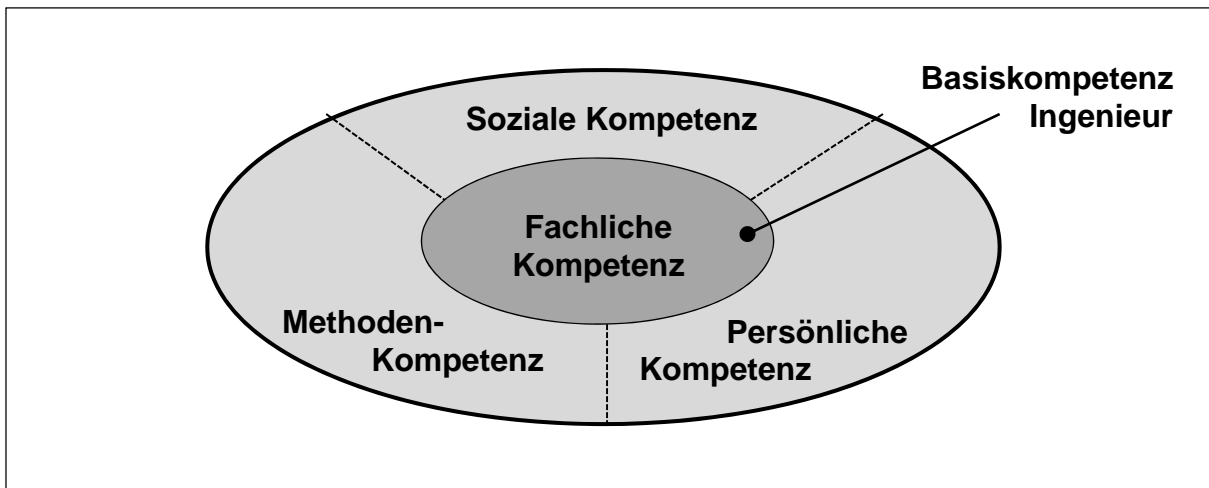 Basiskompetenz
Ingenieur
Soziale Kompetenz
Fachliche
Kompetenz
Methoden-
Kompetenz
Persönliche
Kompetenz